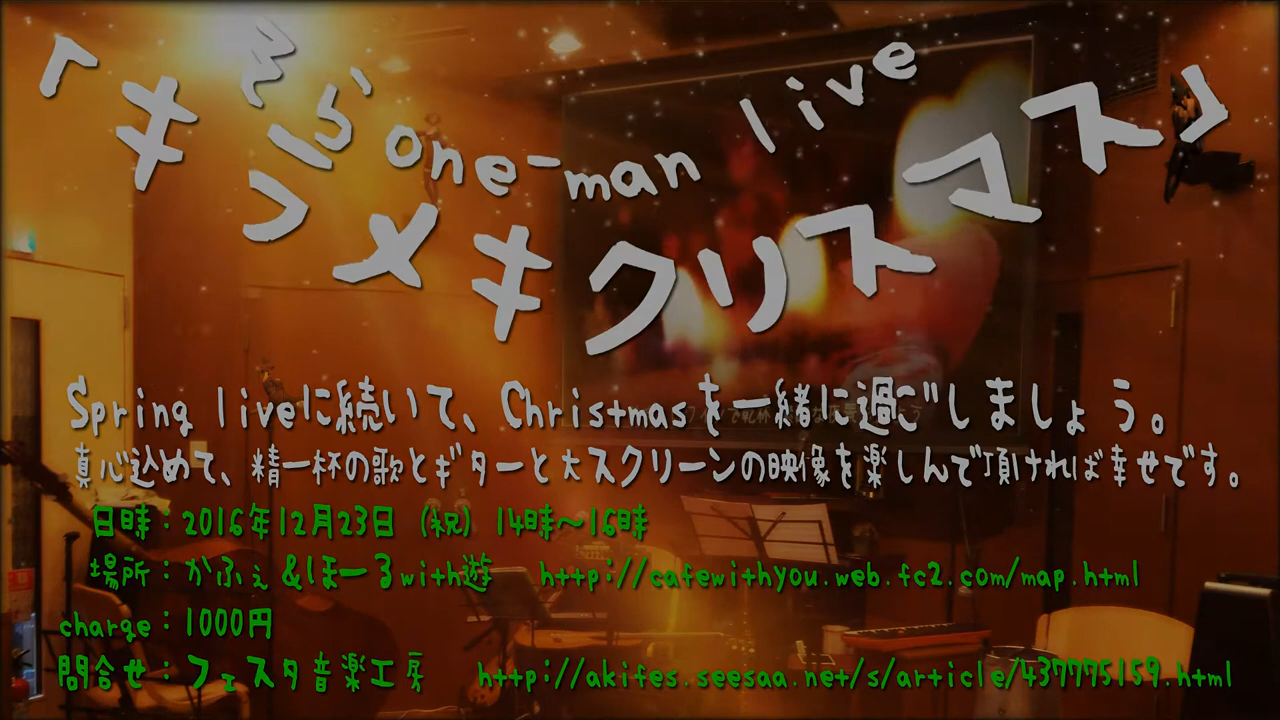 そら one-man live
「キラメキクリスマス」
Spring liveに続いて、Christmasを一緒に過ごしましょう。
真心込めて、精一杯の歌とギターと大スクリーンの映像を楽しんで頂ければ幸せです。
日時：2016年12月23日（祝）14時～16時
場所：かふぇ＆ほーるwith遊 http://cafewithyou.web.fc2.com/map.html
charge：1000円
問合せ：フェスタ音楽工房 http://akifes.seesaa.net/s/article/437775159.html